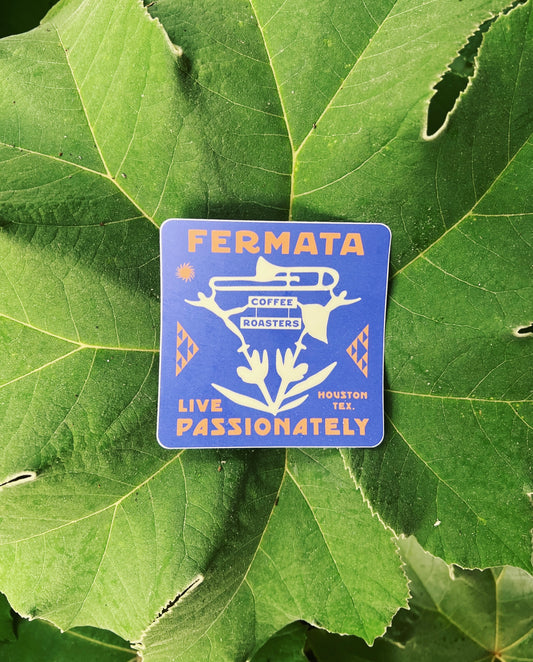 FERMATA
COFFEE
ROASTERS
LIVE
HOUSTON
TEX.
PASSIONATELY